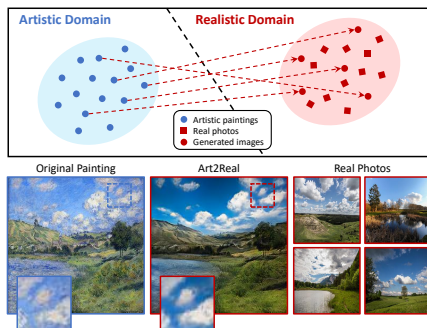 Artistic Domain
Realistic Domain
Artistic paintings
Real photos
Generated images
Original Painting
Art2Real
Real Photos